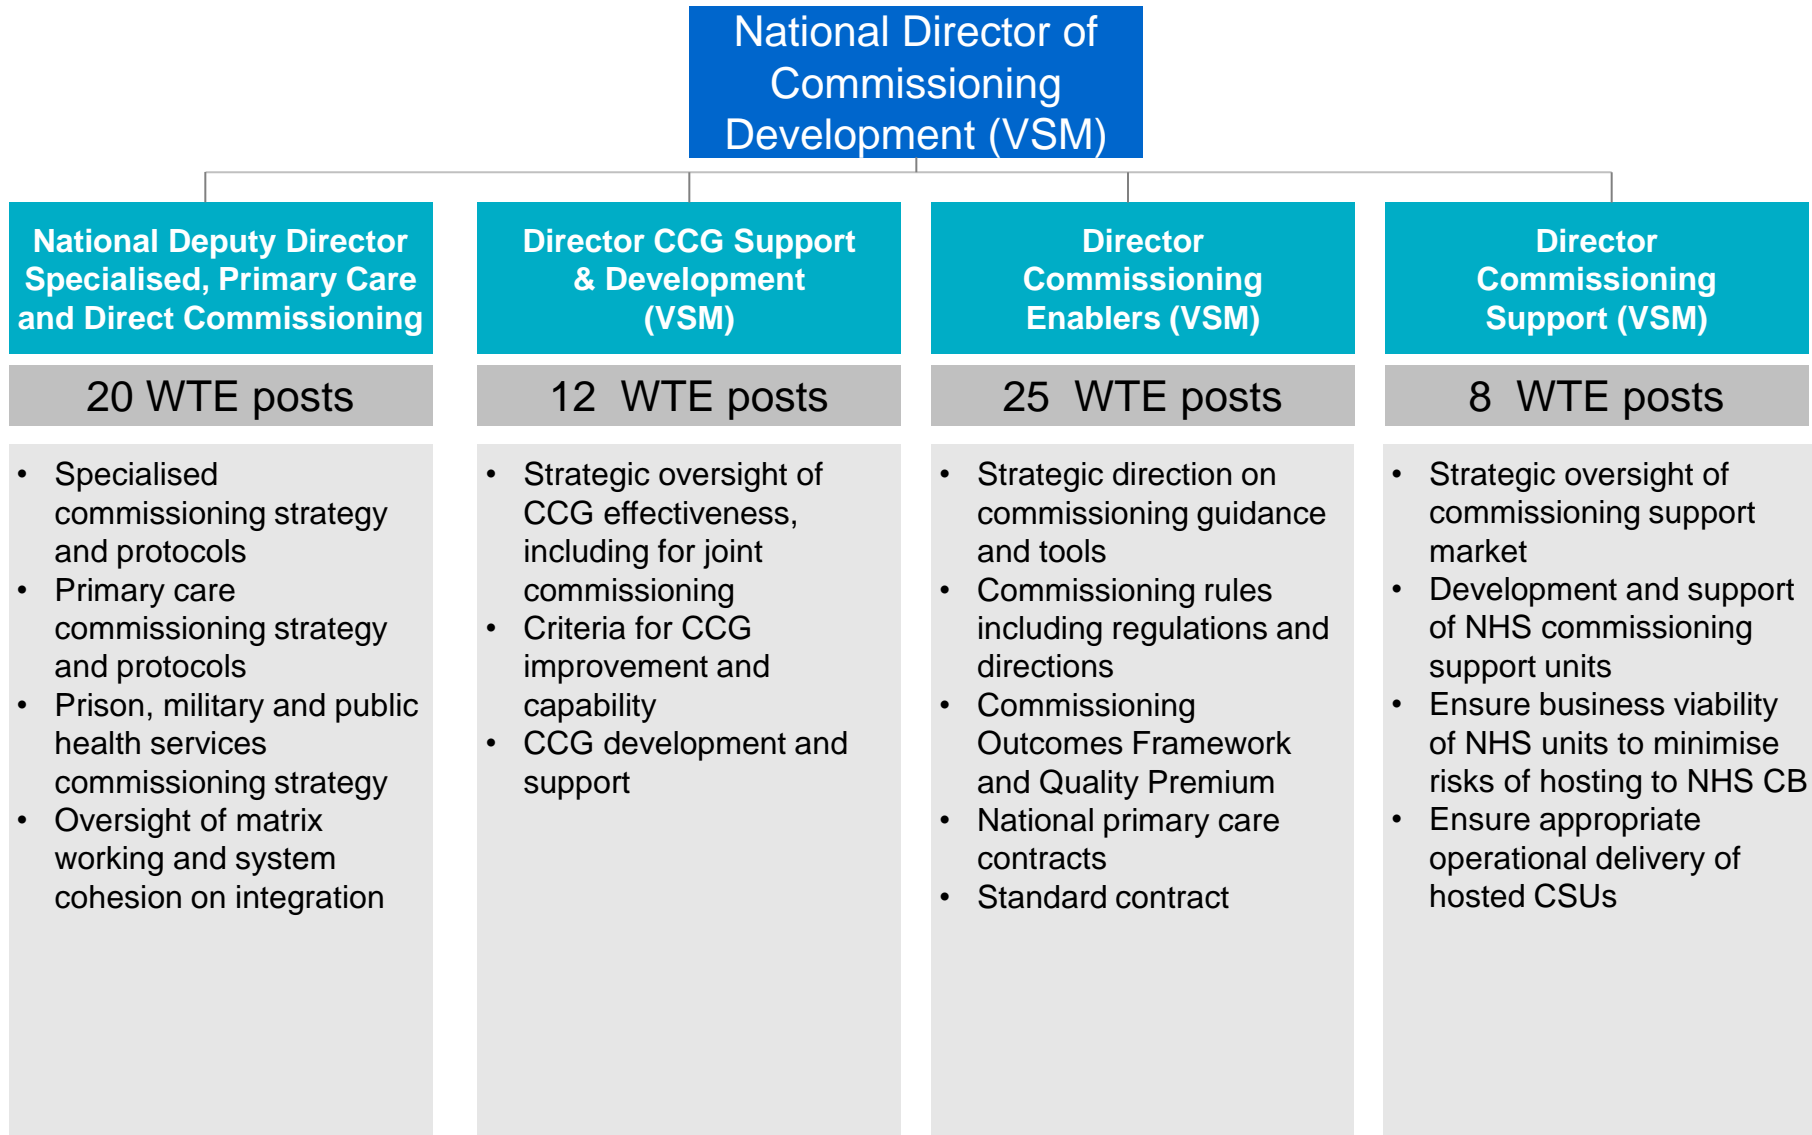 National Director of
Commissioning
Development (VSM)
National Deputy Director
Specialised, Primary Care
and Direct Commissioning
20 WTE posts
• Specialised
commissioning strategy
and protocols
• Primary care
commissioning strategy
and protocols
• Prison, military and public
health services
commissioning strategy
• Oversight of matrix
working and system
cohesion on integration
Director CCG Support
& Development
(VSM)
12 WTE posts
• Strategic oversight of
CCG effectiveness,
including for joint
commissioning
• Criteria for CCG
improvement and
capability
• CCG development and
support
Director
Commissioning
Enablers (VSM)
25 WTE posts
• Strategic direction on
commissioning guidance
and tools
• Commissioning rules
including regulations and
directions
• Commissioning
Outcomes Framework
and Quality Premium
• National primary care
contracts
• Standard contract
Director
Commissioning
Support (VSM)
8 WTE posts
• Strategic oversight of
commissioning support
market
• Development and support
of NHS commissioning
support units
• Ensure business viability
of NHS units to minimise
risks of hosting to NHS CB
• Ensure appropriate
operational delivery of
hosted CSUs